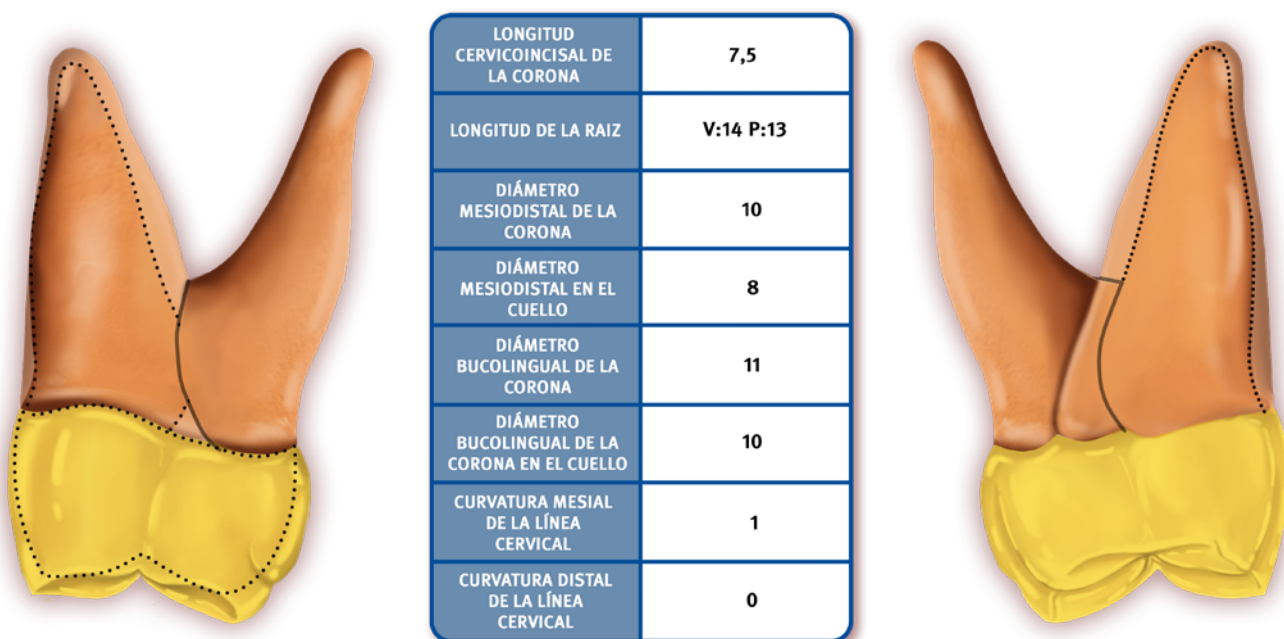 LONGITUD
CERVICOINCISAL DE
LA CORONA
7,5
LONGITUD DE LA RAIZ
V:14 P:13
DIÁMETRO
MESIODISTAL DE LA
CORONA
10
DIÁMETRO
MESIODISTAL EN EL
CUELLO
8
DIÁMETRO
BUCOLINGUAL DE LA
CORONA
11
DIÁMETRO
BUCOLINGUAL DE LA
CORONA EN EL CUELLO
10
CURVATURA MESIAL
DE LA LÍNEA
CERVICAL
1
CURVATURA DISTAL
DE LA LÍNEA
CERVICAL
0